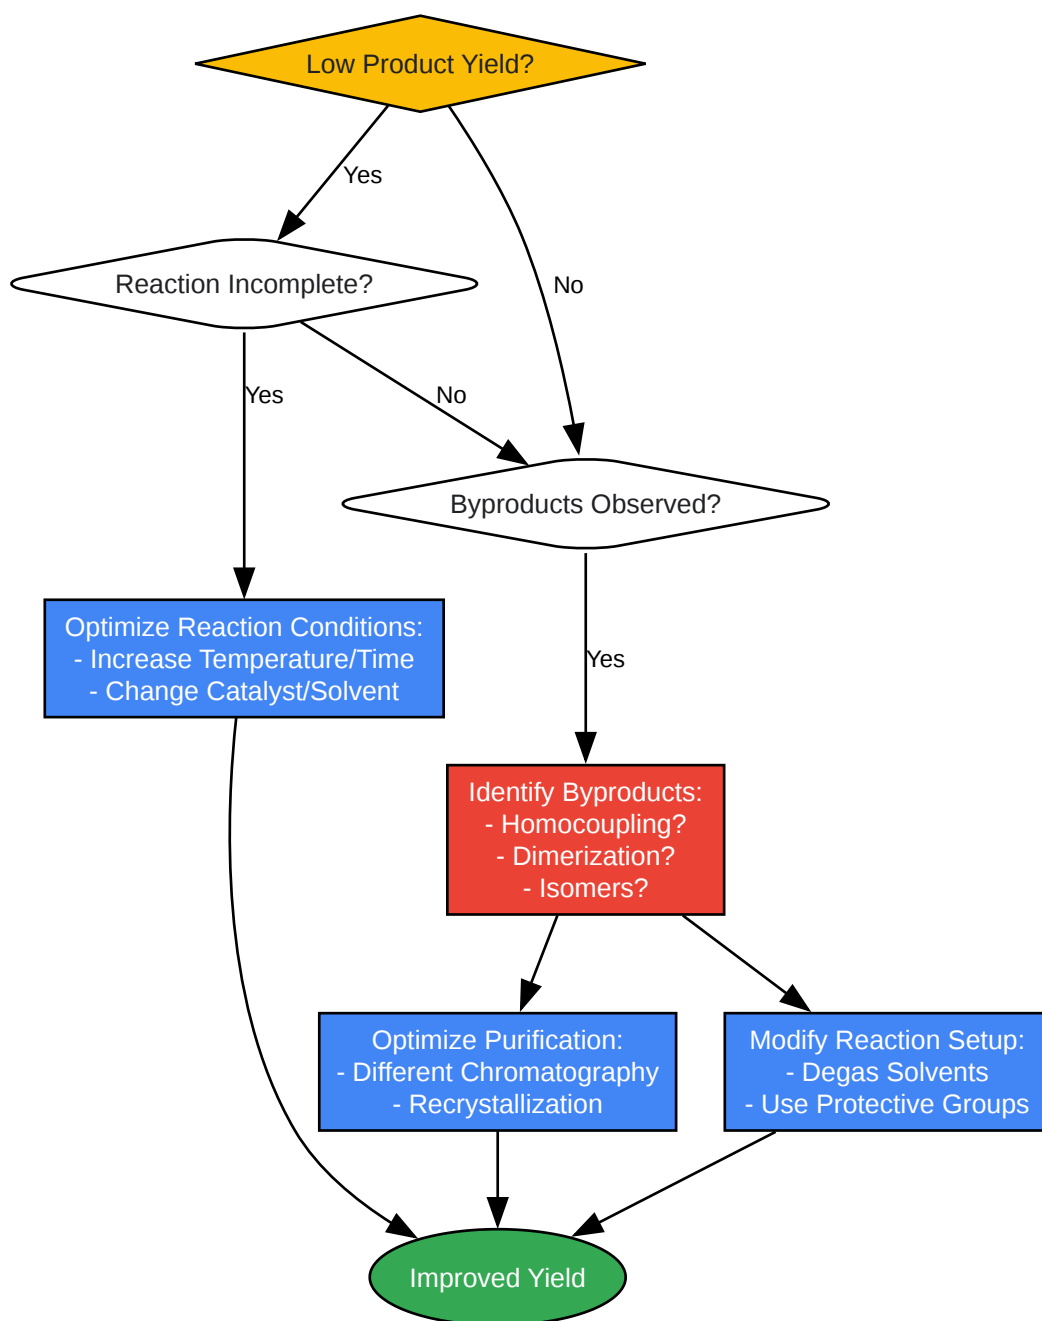 Low Product Yield?
Yes
Reaction Incomplete?
No
Yes
No
Byproducts Observed?
Optimize Reaction Conditions:
- Increase Temperature/Time
- Change Catalyst/Solvent
Yes
Identify Byproducts:
- Homocoupling?
- Dimerization?
- Isomers?
Optimize Purification:
- Different Chromatography
- Recrystallization
Modify Reaction Setup:
- Degas Solvents
- Use Protective Groups
Improved Yield